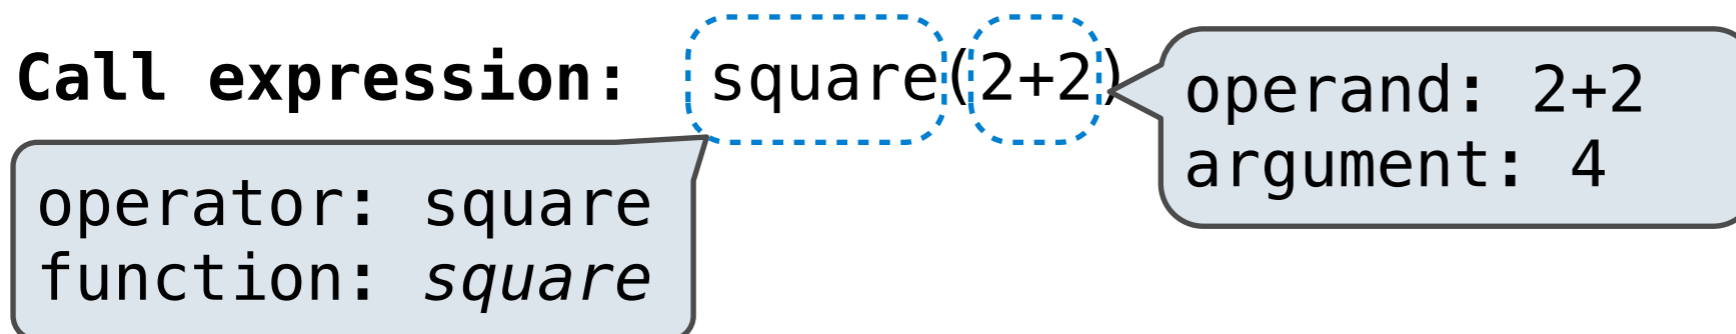 Call expression: square(2+2)
operand: 2+2
argument: 4
operator: square
function: square